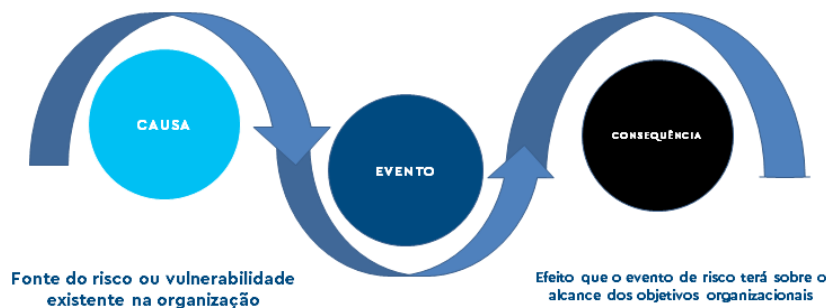 CAUSA
EVENTO
CONSEQUÊNCIA
Fonte do risco ou vulnerabilidade
existente na organização
Efeito que o evento de risco terá sobre o
alcance dos objetivos organizacionais